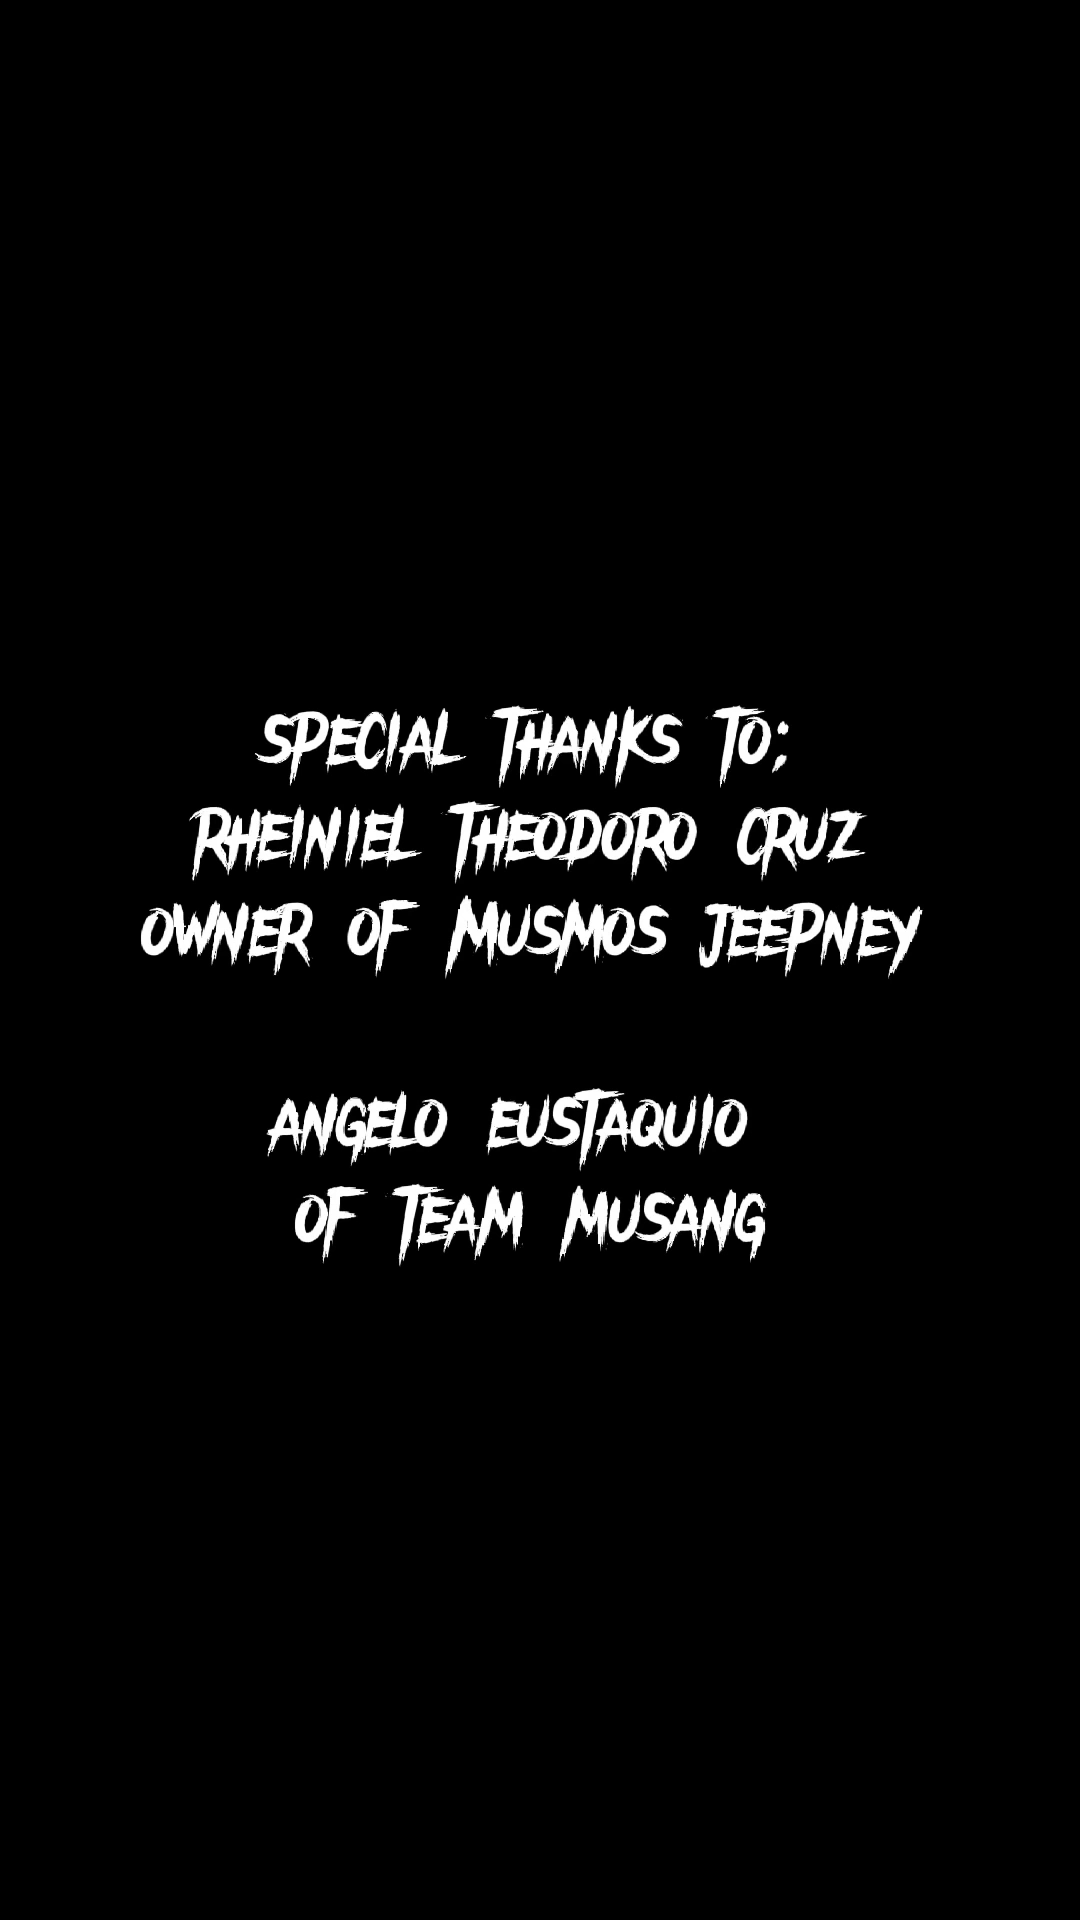 SPECIAL THANKS TO;
RHEINIEL THEODORO CRUZ
OWNER OF MUSMOS JEEPNEY
ANGELO EUSTAQUIO
OF TEAM MUSANG